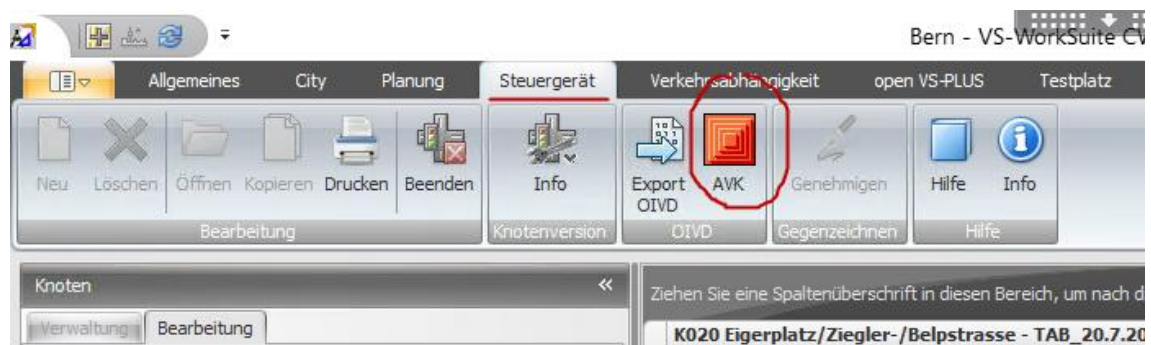 Bern - VS-WorkSuite CW
Allgemeines City Planung Steuergerät Verkehrsabhängigkeit open VS-PLUS Testplatz
Neu Löschen Öffnen Kopieren Drucken Beenden Info Export OIVD AVK Genehmigen Hilfe Info
Bearbeitung Knotenversion OIVD Gegenzeichnen Hilfe
Knoten
Ziehen Sie eine Spaltenüberschrift in diesen Bereich, um nach d
Verwaltung Bearbeitung
K020 Eigerplatz/Ziegler-/Belpstrasse - TAB_20.7.20